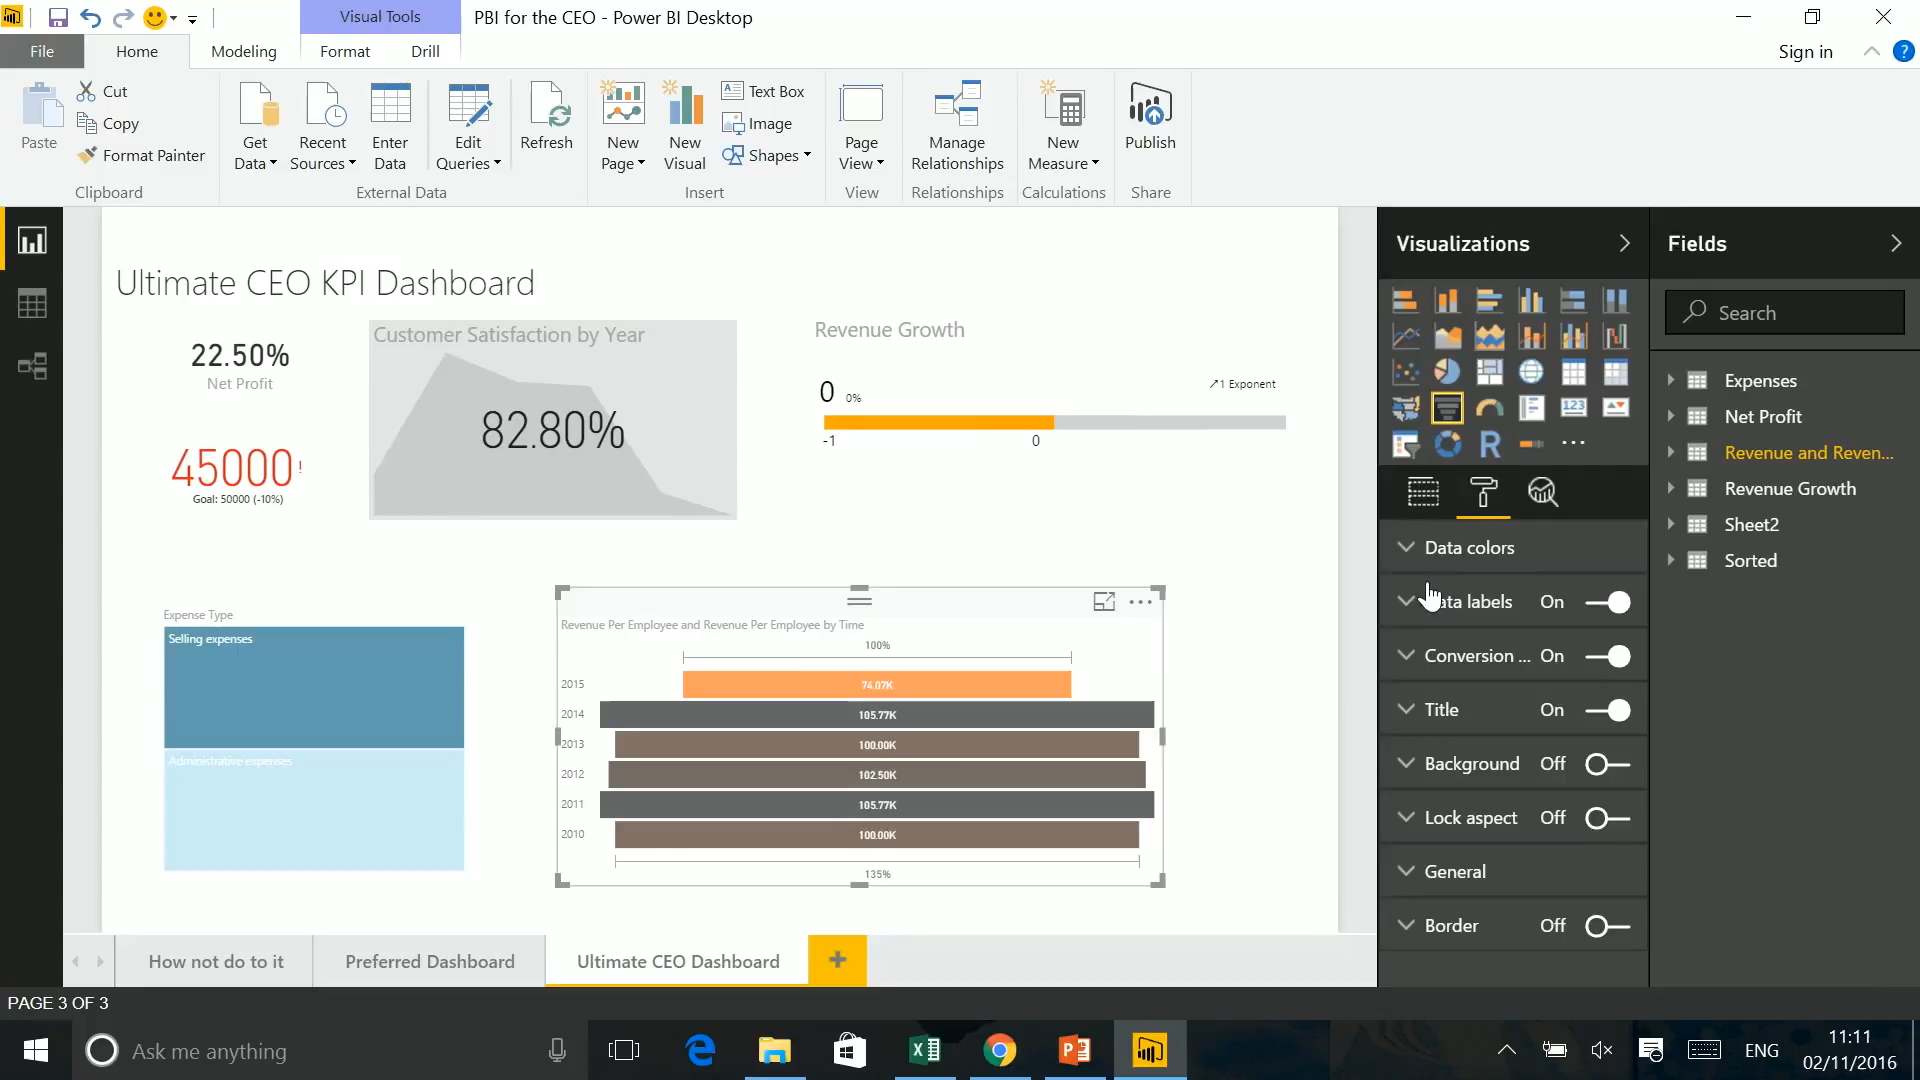 Visual Tools
PBI for the CEO - Power BI Desktop
File
Home
Modeling
Format
Drill
Sign in
?
Paste
Cut
Copy
Format Painter
Clipboard
Get Data
Recent Sources
Enter Data
Edit Queries
Refresh
External Data
New Page
New Visual
Text Box
Image
Shapes
Insert
Page View
View
Manage Relationships
Relationships
New Measure
Calculations
Publish
Share
Ultimate CEO KPI Dashboard
22.50%
Net Profit
45000!
Goal: 50000 (-10%)
Customer Satisfaction by Year
82.80%
Revenue Growth
0 0%
↗1 Exponent
-1
0
Expense Type
Selling expenses
Administrative expenses
Revenue Per Employee and Revenue Per Employee by Time
100%
2015 74.07K
2014 105.77K
2013 100.00K
2012 102.50K
2011 105.77K
2010 100.00K
135%
Visualizations
123
R
Data colors
ata labels On
Conversion ... On
Title On
Background Off
Lock aspect Off
General
Border Off
Fields
Search
Expenses
Net Profit
Revenue and Reven...
Revenue Growth
Sheet2
Sorted
How not do to it
Preferred Dashboard
Ultimate CEO Dashboard
+
PAGE 3 OF 3
Ask me anything
ENG
11:11
02/11/2016